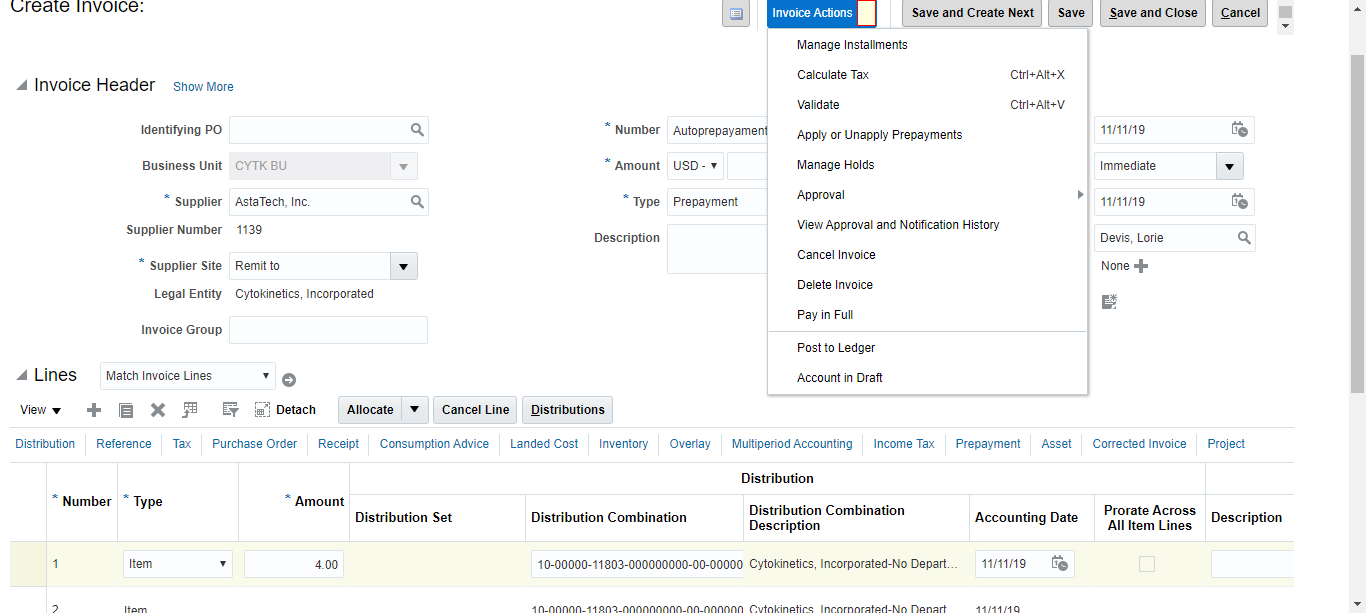 Create Invoice:
Invoice Actions
Save and Create Next
Save
Save and Close
Cancel
Manage Installments
Calculate Tax Ctrl+Alt+X
Validate Ctrl+Alt+V
Apply or Unapply Prepayments
Manage Holds
Approval
View Approval and Notification History
Cancel Invoice
Delete Invoice
Pay in Full
Post to Ledger
Account in Draft
Invoice Header Show More
Identifying PO
Business Unit CYTK BU
* Supplier AstaTech, Inc.
Supplier Number 1139
* Supplier Site Remit to
Legal Entity Cytokinetics, Incorporated
Invoice Group
* Number Autoprepayament
* Amount USD -
* Type Prepayment
Description
11/11/19
Immediate
11/11/19
Devis, Lorie
None
Lines Match Invoice Lines
View Detach Allocate Cancel Line Distributions
Distribution Reference Tax Purchase Order Receipt Consumption Advice Landed Cost Inventory Overlay Multiperiod Accounting Income Tax Prepayment Asset Corrected Invoice Project
Distribution
* Number * Type * Amount
Distribution Set
Distribution Combination
Distribution Combination
Description
Accounting Date
Prorate Across
All Item Lines
Description
1 Item 4.00 10-00000-11803-000000000-00-00000 Cytokinetics, Incorporated-No Depart... 11/11/19
2 Item 10-00000-11803-000000000-00-000000 Cytokinetics, Incorporated-No Depart 11/11/19